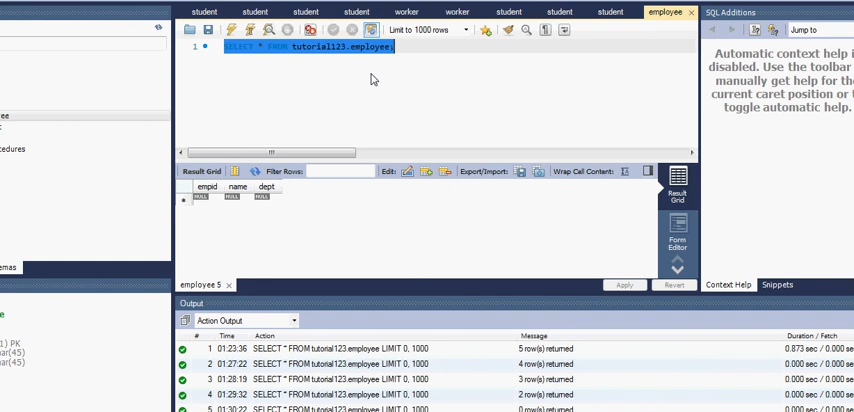 student student student student worker worker student student student employee
SQL Additions
Limit to 1000 rows
Jump to
1 SELECT * FROM tutorial123.employee;
Automatic context help i
disabled. Use the toolbar
manually get help for the
current caret position or t
toggle automatic help.
ee
t
cedures
Result Grid Filter Rows: Edit: Export/Import: Wrap Cell Content:
empid name dept
NULL NULL NULL
Result
Grid
Form
Editor
emas
employee 5 Apply Revert
Context Help Snippets
Output
Action Output
e
# Time Action Message Duration / Fetch
1) PK
1 01:23:36 SELECT * FROM tutorial123.employee LIMIT 0, 1000 5 row(s) returned 0.873 sec / 0.000 se
ar(45)
ar(45)
2 01:27:22 SELECT * FROM tutorial123.employee LIMIT 0, 1000 4 row(s) returned 0.000 sec / 0.000 se
3 01:28:19 SELECT * FROM tutorial123.employee LIMIT 0, 1000 3 row(s) returned 0.000 sec / 0.000 se
4 01:29:32 SELECT * FROM tutorial123.employee LIMIT 0, 1000 2 row(s) returned 0.000 sec / 0.000 se
5 01:30:22 SELECT * FROM tutorial123.employee LIMIT 0, 1000 0 row(s) returned 0.000 sec / 0.000 se